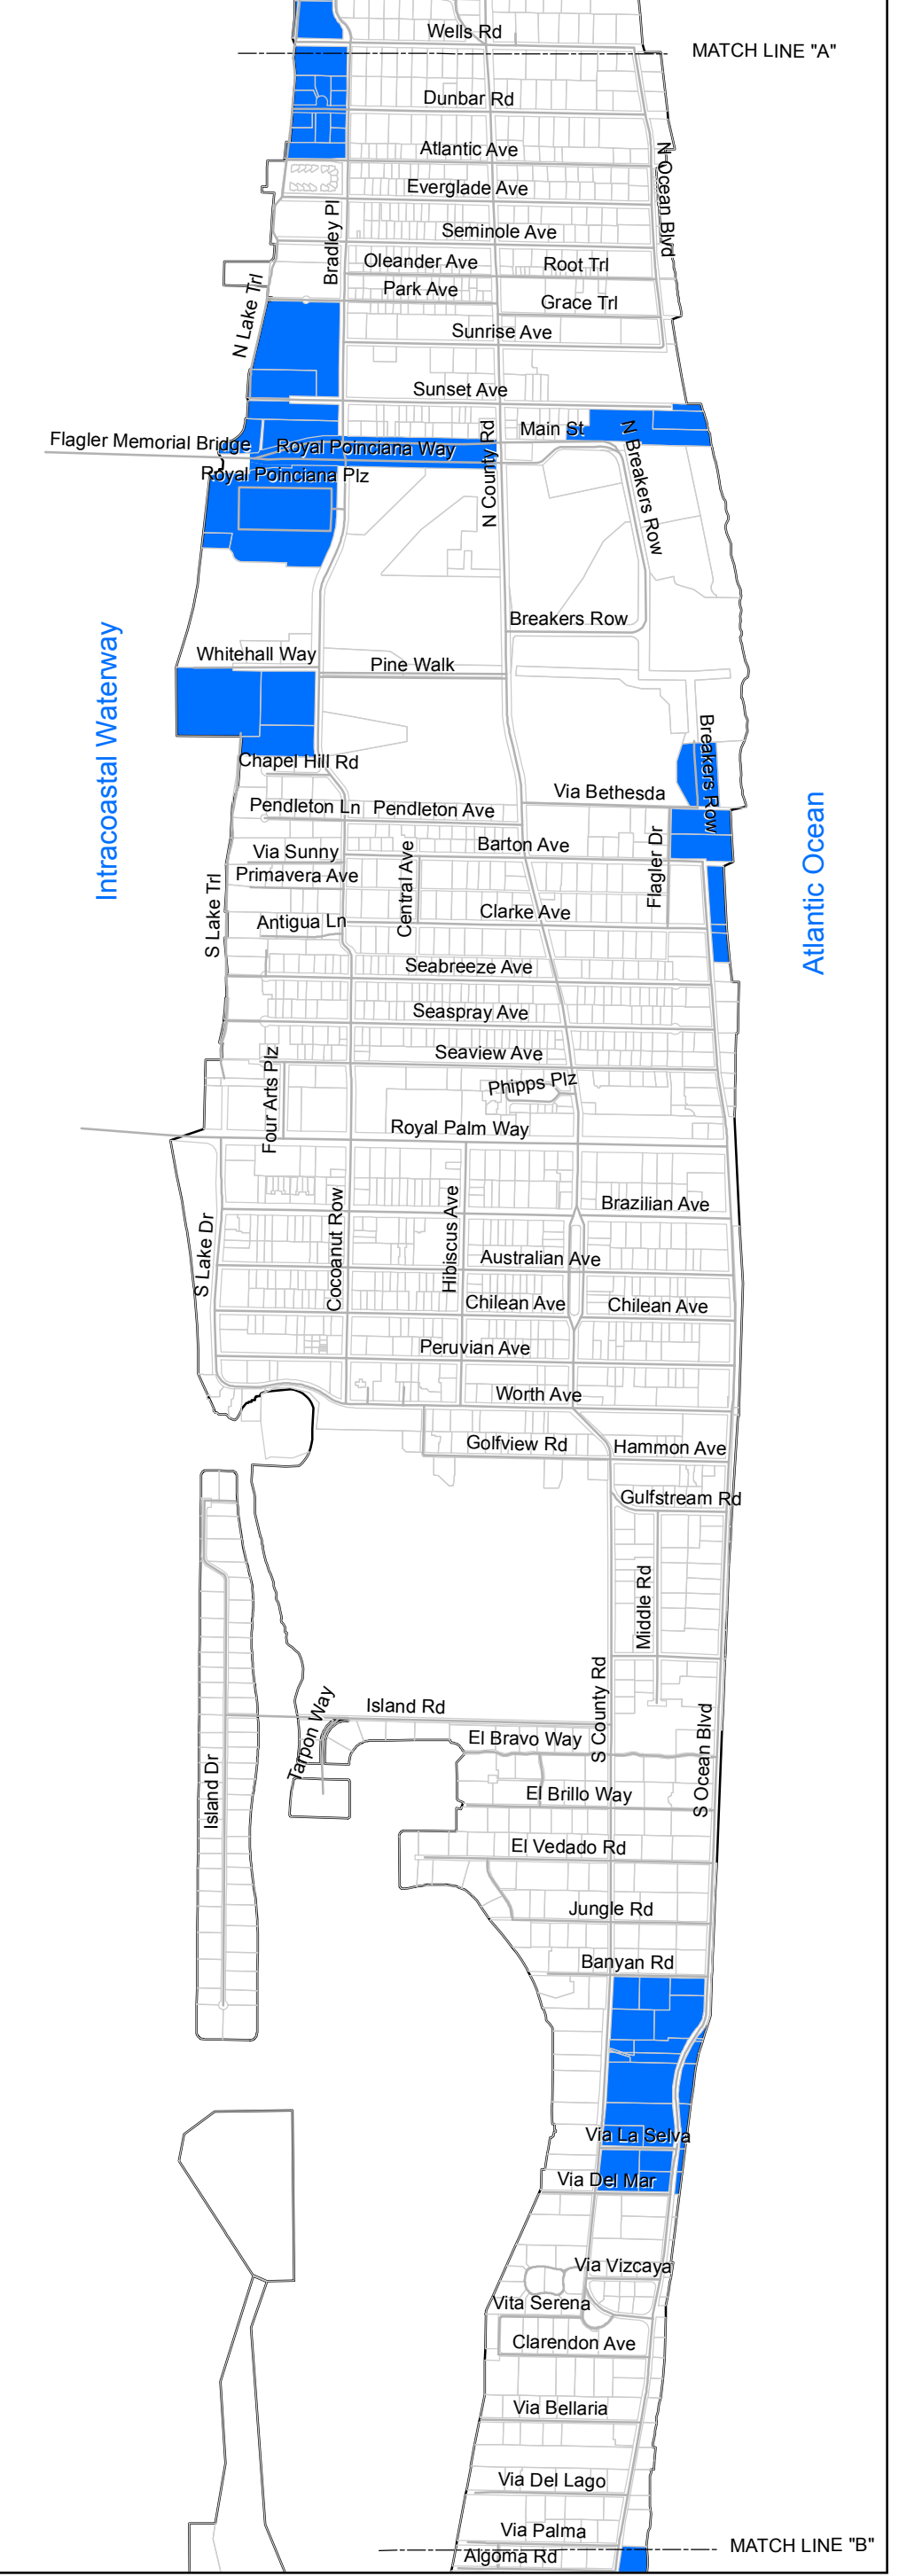 Wells Rd
MATCH LINE "A"
Dunbar Rd
Atlantic Ave
N Ocean Blvd
Everglade Ave
Bradley Pl
Seminole Ave
Oleander Ave
Root Trl
Park Ave
Grace Trl
N Lake Trl
Sunrise Ave
Sunset Ave
Main St
N County Rd
N Breakers Row
Flagler Memorial Bridge
Royal Poinciana Way
Royal Poinciana Plz
Breakers Row
Intracoastal Waterway
Whitehall Way
Pine Walk
Breakers Row
Chapel Hill Rd
Via Bethesda
Pendleton Ln
Pendleton Ave
Atlantic Ocean
Barton Ave
Flagler Dr
Via Sunny
Central Ave
Primavera Ave
S Lake Trl
Clarke Ave
Antigua Ln
Seabreeze Ave
Seaspray Ave
Seaview Ave
Four Arts Plz
Phipps Plz
Royal Palm Way
Brazilian Ave
S Lake Dr
Cocoanut Row
Hibiscus Ave
Australian Ave
Chilean Ave
Chilean Ave
Peruvian Ave
Worth Ave
Golfview Rd
Hammon Ave
Gulfstream Rd
Middle Rd
S County Rd
Island Rd
Tarpon Way
El Bravo Way
S Ocean Blvd
Island Dr
El Brillo Way
El Vedado Rd
Jungle Rd
Banyan Rd
Via La Selva
Via Del Mar
Via Vizcaya
Vita Serena
Clarendon Ave
Via Bellaria
Via Del Lago
Via Palma
MATCH LINE "B"
Algoma Rd